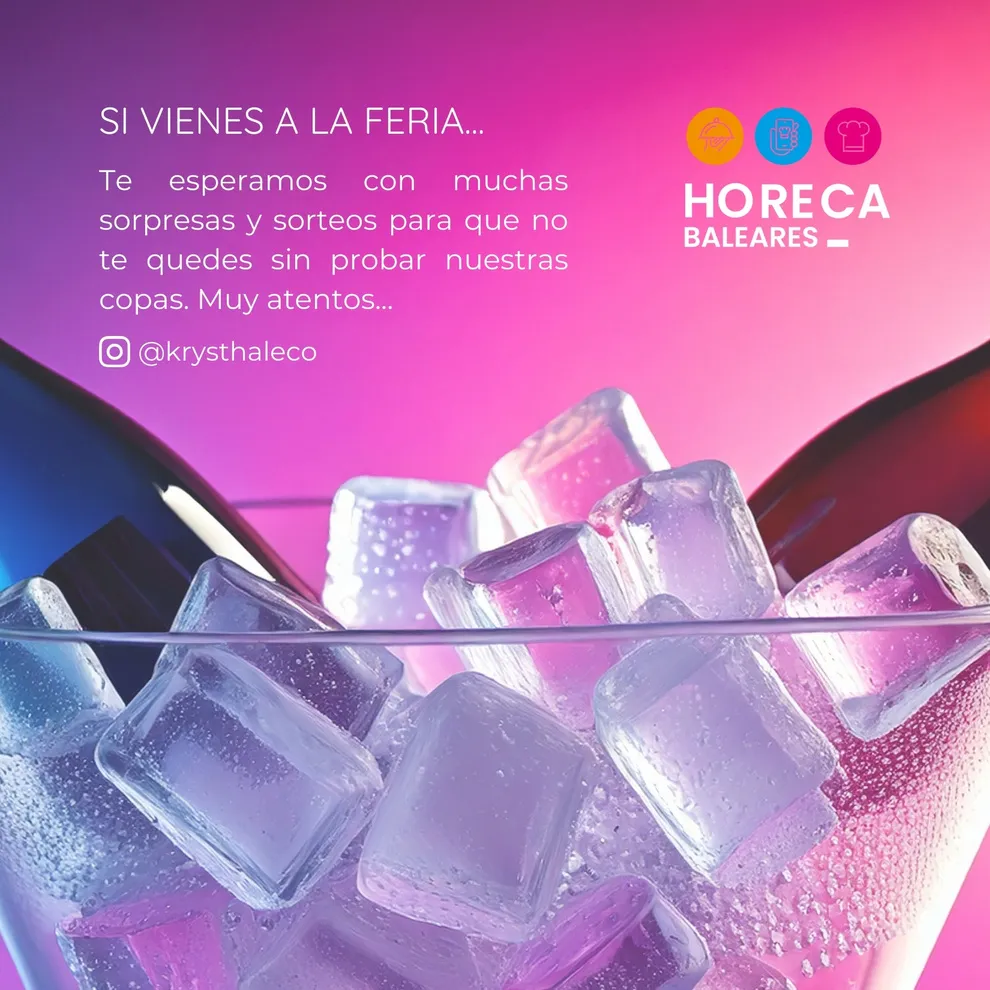 SI VIENES A LA FERIA...
Te esperamos con muchas
sorpresas y sorteos para que no
te quedes sin probar nuestras
copas. Muy atentos...
@krysthaleco
HORECA
BALEARES